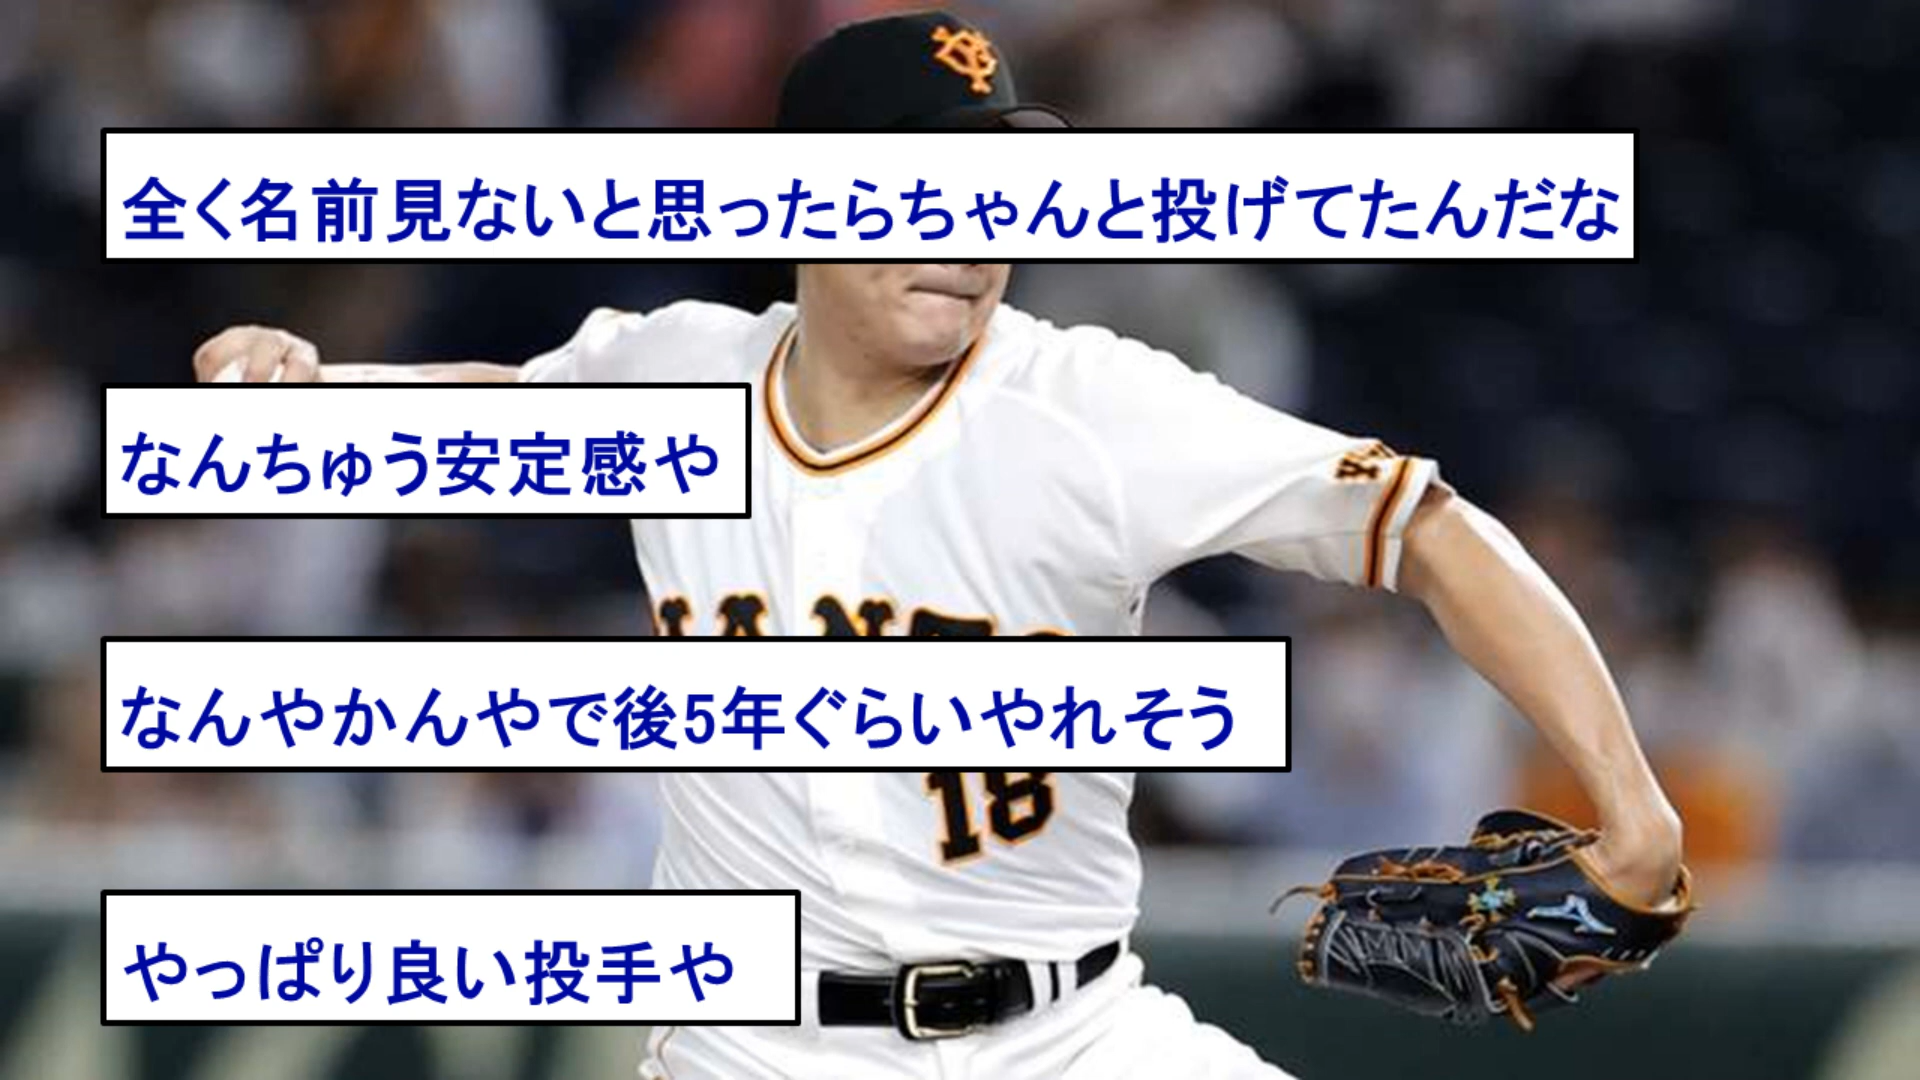 YG
全く名前見ないと思ったらちゃんと投げてたんだな
なんちゅう安定感や
GIANTS
なんやかんやで後5年ぐらいやれそう
18
やっぱり良い投手や